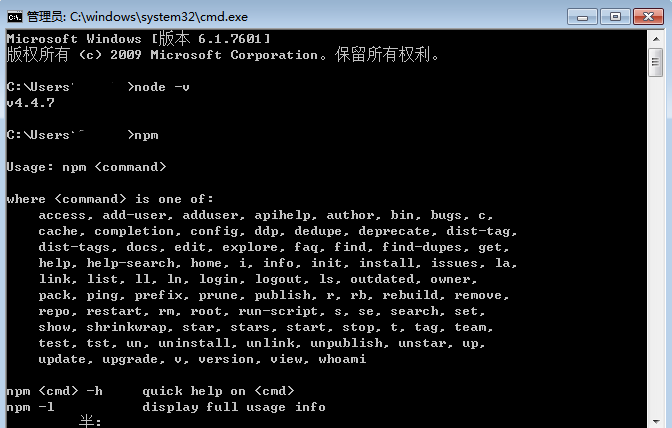 管理员: C:\windows\system32\cmd.exe
Microsoft Windows [版本 6.1.7601]
版权所有 (c) 2009 Microsoft Corporation。保留所有权利。
C:\Users\ >node -v
v4.4.7
C:\Users\ >npm
Usage: npm <command>
where <command> is one of:
access, add-user, adduser, apihelp, author, bin, bugs, c,
cache, completion, config, ddp, dedupe, deprecate, dist-tag,
dist-tags, docs, edit, explore, faq, find, find-dupes, get,
help, help-search, home, i, info, init, install, issues, la,
link, list, ll, ln, login, logout, ls, outdated, owner,
pack, ping, prefix, prune, publish, r, rb, rebuild, remove,
repo, restart, rm, root, run-script, s, se, search, set,
show, shrinkwrap, star, stars, start, stop, t, tag, team,
test, tst, un, uninstall, unlink, unpublish, unstar, up,
update, upgrade, v, version, view, whoami
npm <cmd> -h     quick help on <cmd>
npm -l           display full usage info
半: